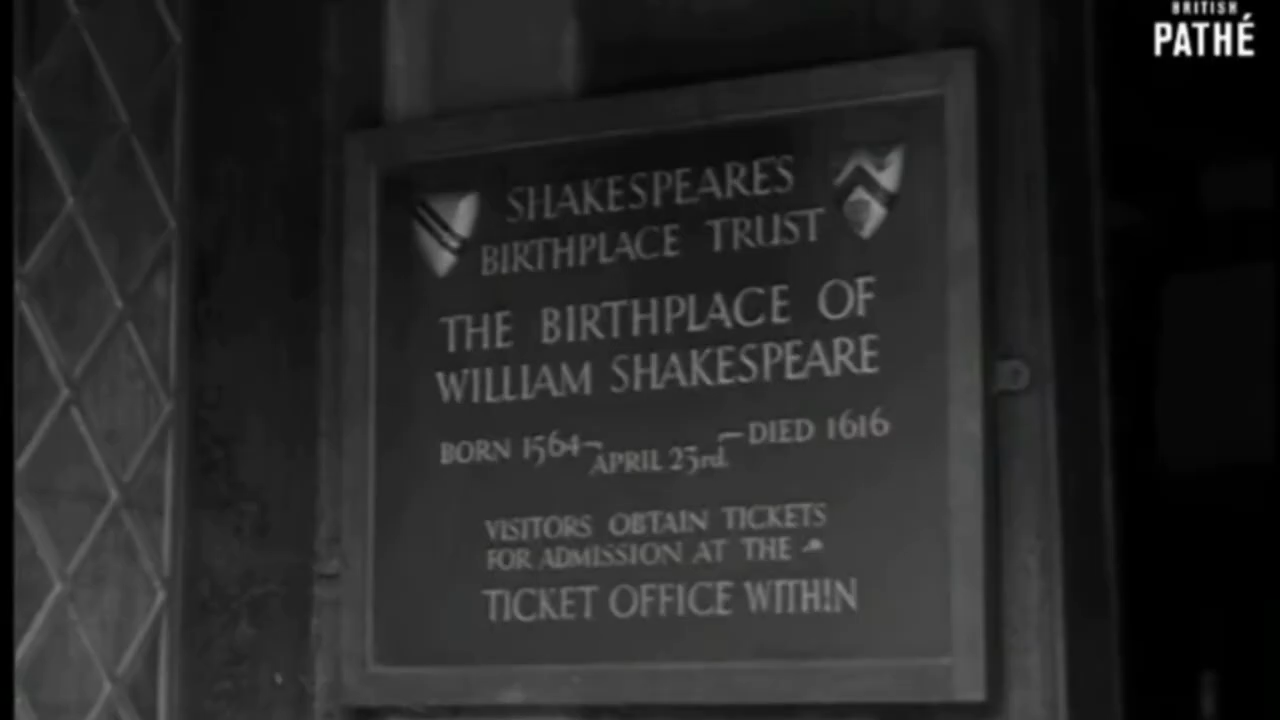 BRITISH
PATHÉ
SHAKESPEARE'S
BIRTHPLACE TRUST
THE BIRTHPLACE OF
WILLIAM SHAKESPEARE
BORN 1564 – APRIL 23rd. – DIED 1616
VISITORS OBTAIN TICKETS
FOR ADMISSION AT THE
TICKET OFFICE WITHIN